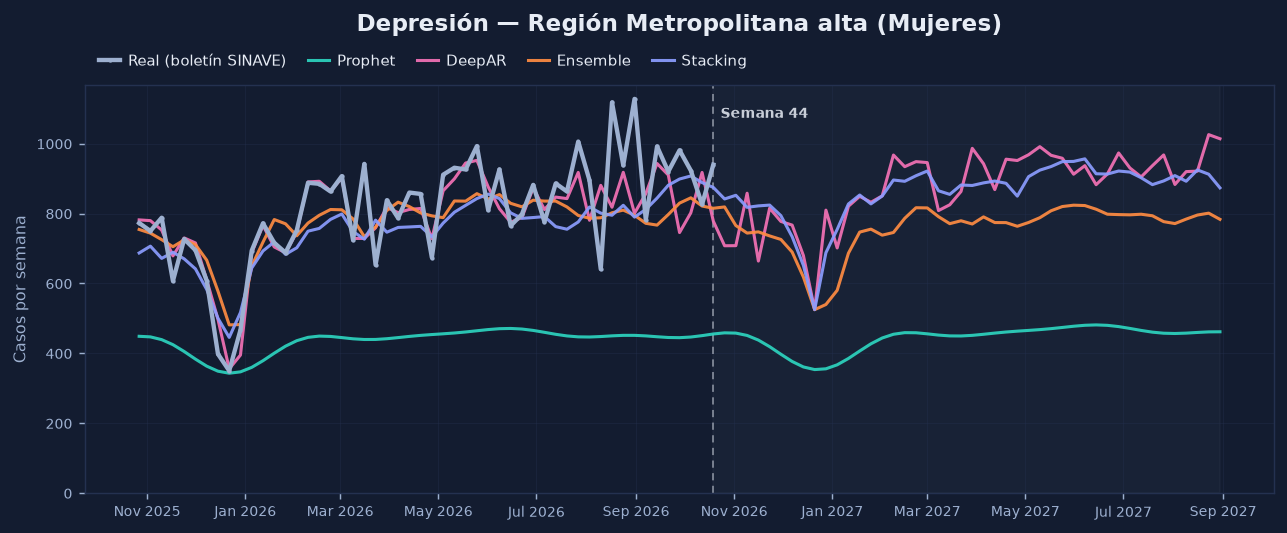 Depresión — Región Metropolitana alta (Mujeres)
Real (boletín SINAVE) Prophet DeepAR Ensemble Stacking
Semana 44
Casos por semana
1000
800
600
400
200
0
Nov 2025 Jan 2026 Mar 2026 May 2026 Jul 2026 Sep 2026 Nov 2026 Jan 2027 Mar 2027 May 2027 Jul 2027 Sep 2027